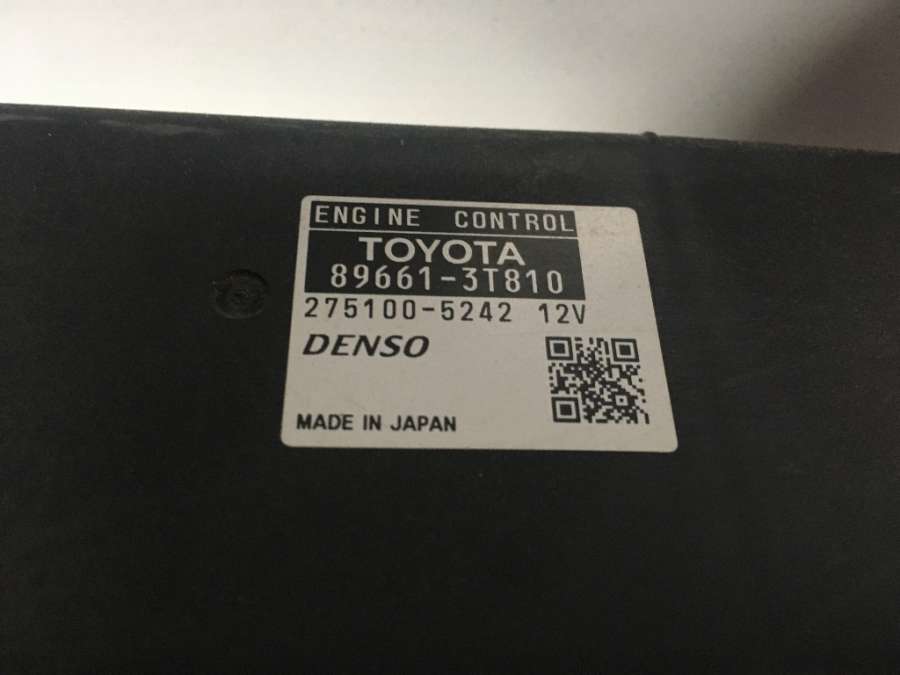 ENGINE CONTROL
TOYOTA
89661-3T810
275100-5242 12V
DENSO
MADE IN JAPAN